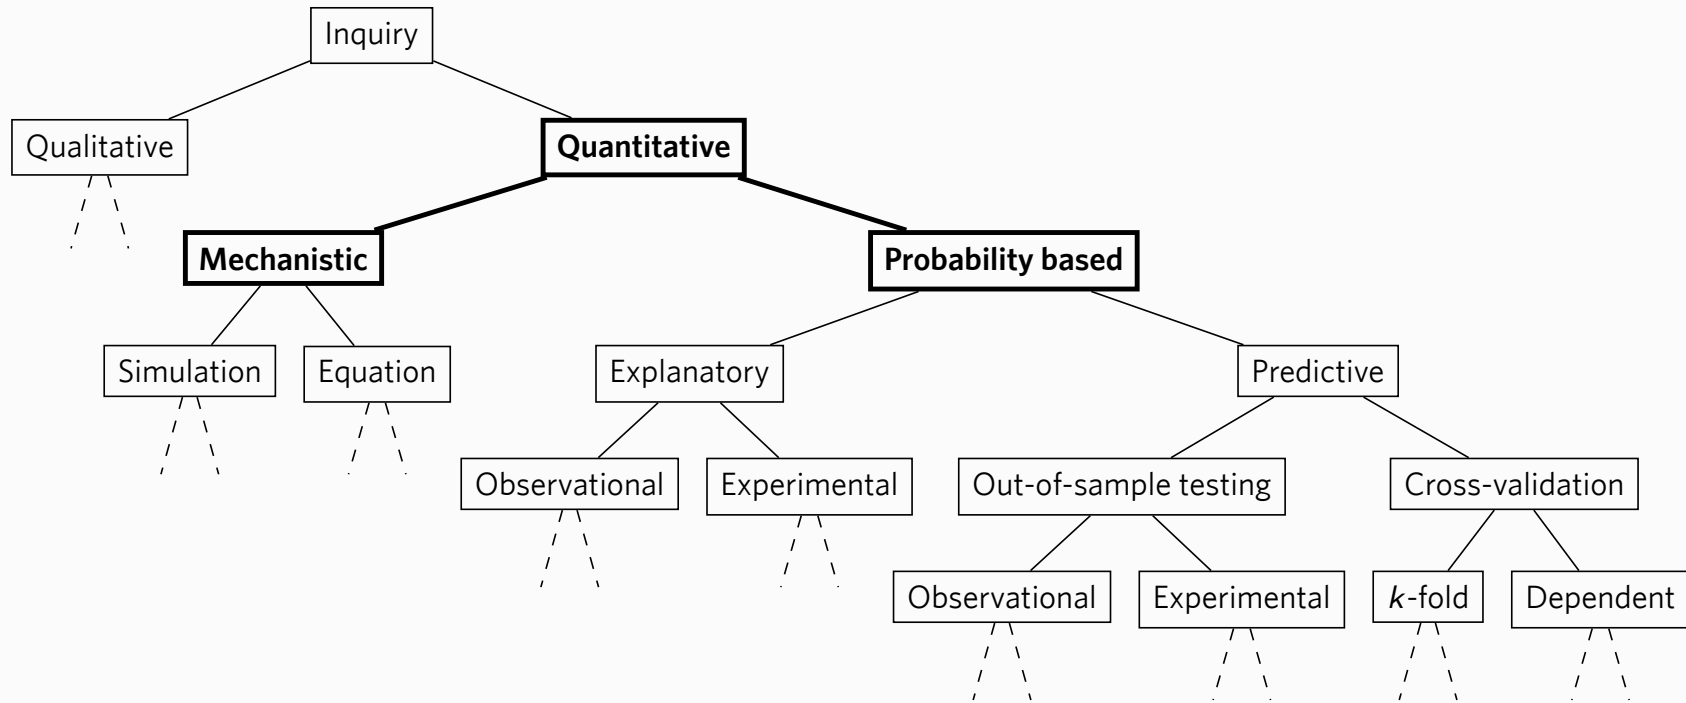 Inquiry
Qualitative
Quantitative
Mechanistic
Probability based
Simulation
Equation
Explanatory
Predictive
Observational
Experimental
Out-of-sample testing
Cross-validation
Observational
Experimental
k-fold
Dependent